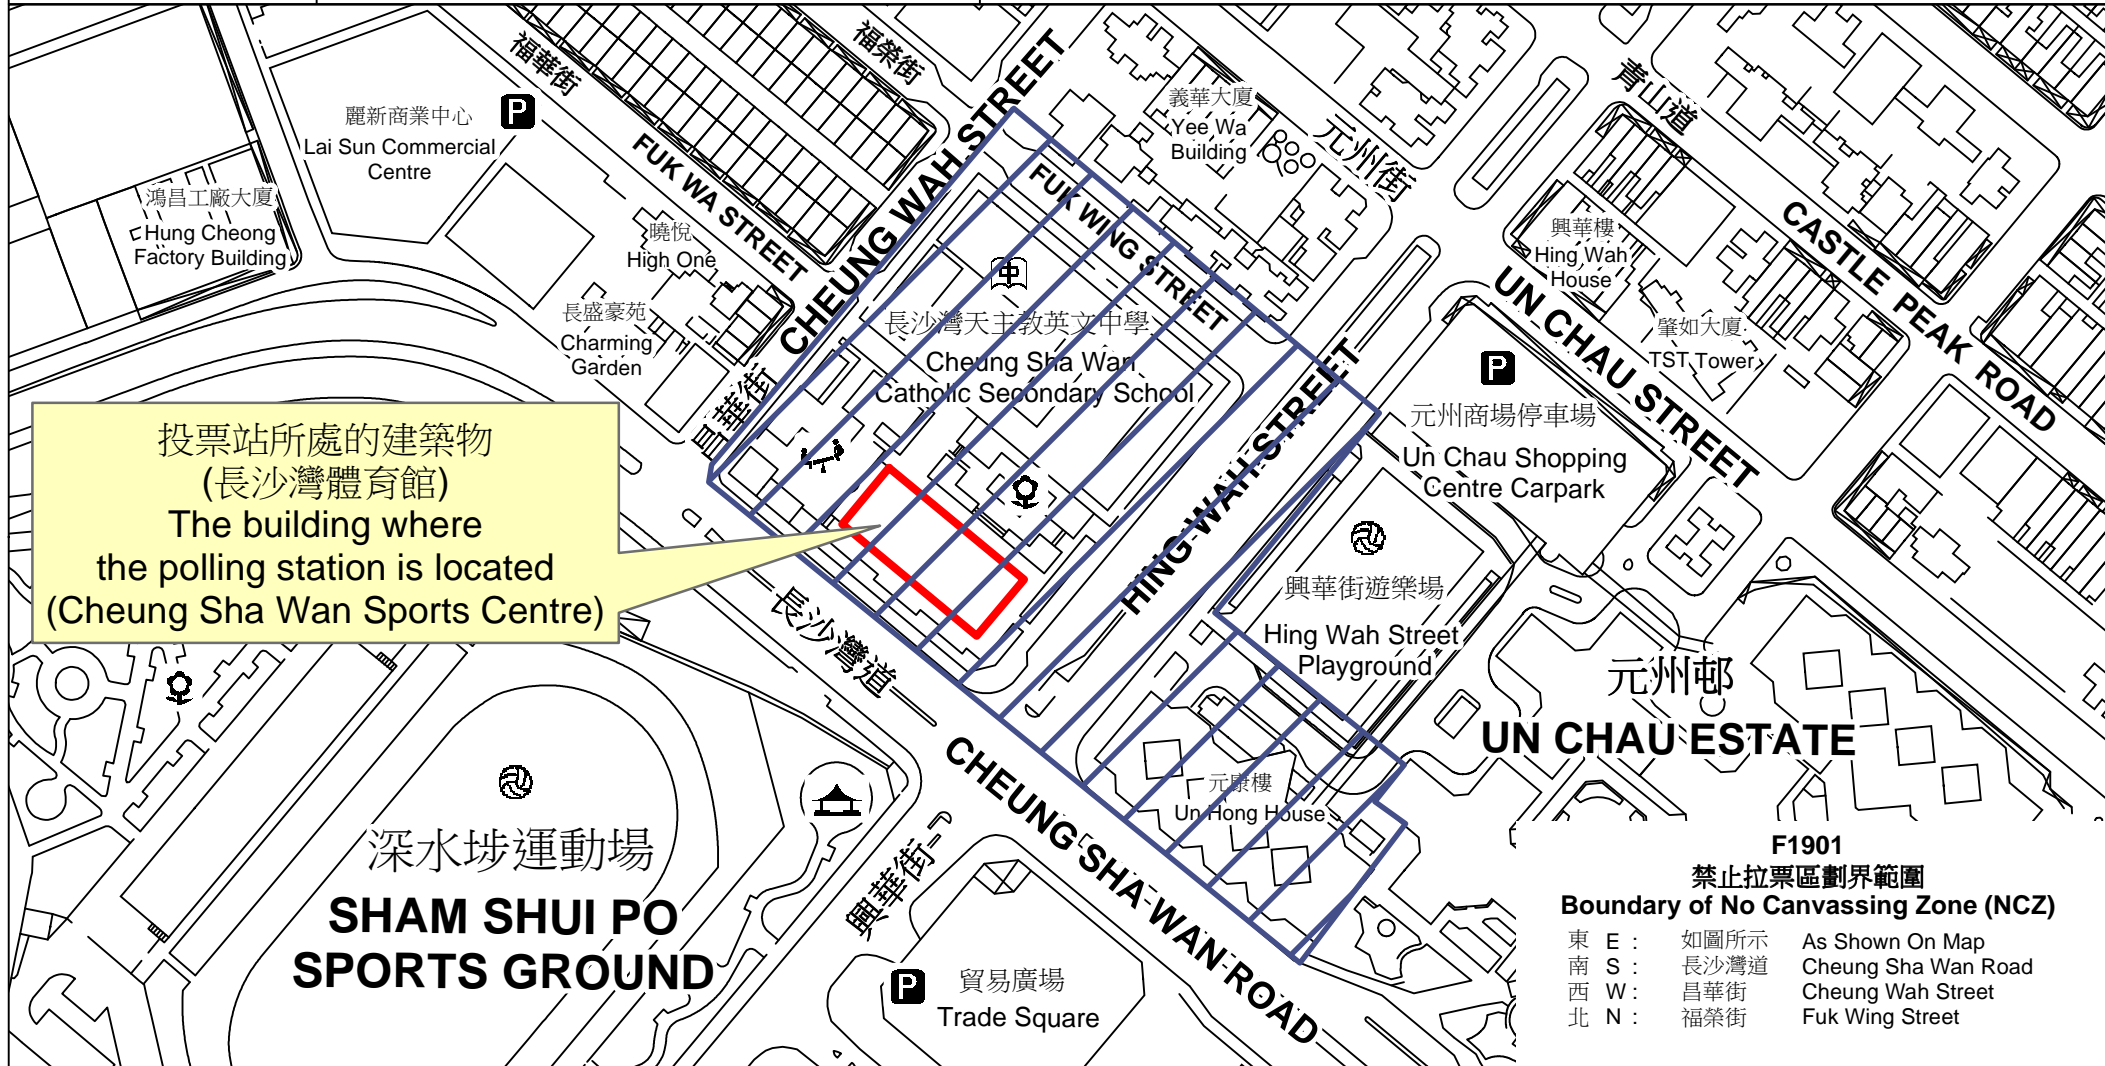 福華街
福榮街
CHEUNG WAH STREET
麗新商業中心
P
Lai Sun Commercial
Centre
義華大廈
Yee Wa
Building
元州街
青山道
FUK WA STREET
FUK WING STREET
鴻昌工廠大廈
Hung Cheong
Factory Building
曉悅
High One
興華樓
Hing Wah
House
CASTLE PEAK ROAD
UN CHAU STREET
中
長沙灣天主教英文中學
Cheung Sha Wan
Catholic Secondary School
長盛豪苑
Charming
Garden
肇如大廈
TST Tower
P
昌華街
HING WAH STREET
元州商場停車場
Un Chau Shopping
Centre Carpark
投票站所處的建築物
(長沙灣體育館)
The building where
the polling station is located
(Cheung Sha Wan Sports Centre)
興華街遊樂場
Hing Wah Street
Playground
長沙灣道
元州邨
UN CHAU ESTATE
CHEUNG SHA WAN ROAD
元康樓
Un Hong House
深水埗運動場
SHAM SHUI PO
SPORTS GROUND
興華街
P
貿易廣場
Trade Square
F1901
禁止拉票區劃界範圍
Boundary of No Canvassing Zone (NCZ)
東 E : 如圖所示 As Shown On Map
南 S : 長沙灣道 Cheung Sha Wan Road
西 W : 昌華街 Cheung Wah Street
北 N : 福榮街 Fuk Wing Street